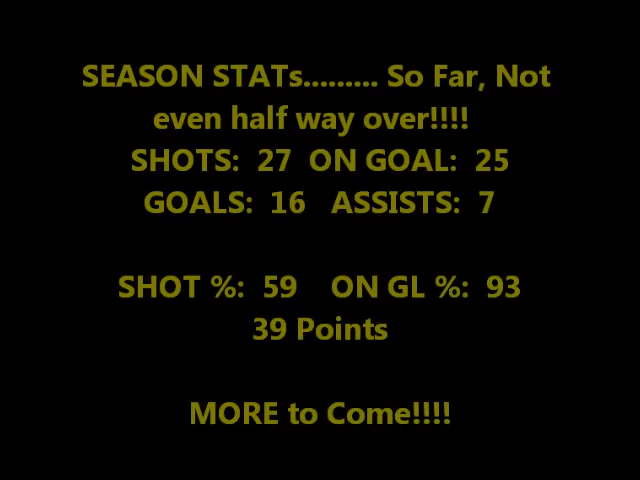 SEASON STATs......... So Far, Not
even half way over!!!!
SHOTS: 27 ON GOAL: 25
GOALS: 16 ASSISTS: 7
SHOT %: 59 ON GL %: 93
39 Points
MORE to Come!!!!